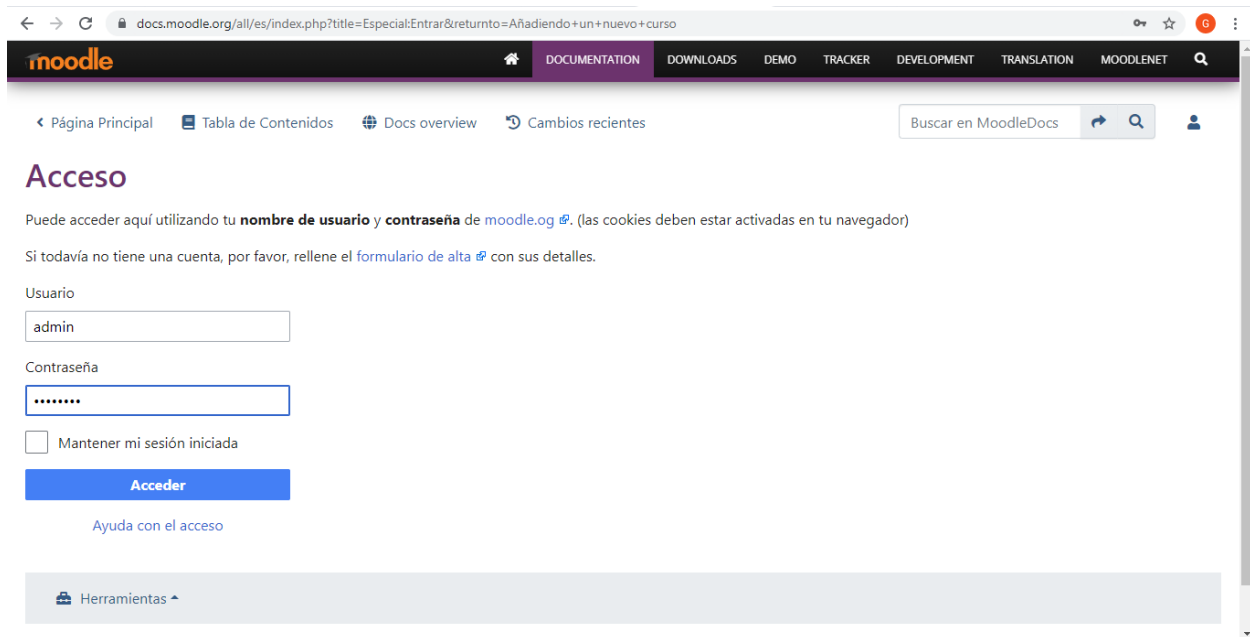 docs.moodle.org/all/es/index.php?title=Especial:Entrar&returnto=Añadiendo+un+nuevo+curso
G
moodle DOCUMENTATION DOWNLOADS DEMO TRACKER DEVELOPMENT TRANSLATION MOODLENET
Página Principal Tabla de Contenidos Docs overview Cambios recientes Buscar en MoodleDocs
Acceso
Puede acceder aquí utilizando tu nombre de usuario y contraseña de moodle.og. (las cookies deben estar activadas en tu navegador)
Si todavía no tiene una cuenta, por favor, rellene el formulario de alta con sus detalles.
Usuario
admin
Contraseña
••••••••
Mantener mi sesión iniciada
Acceder
Ayuda con el acceso
Herramientas